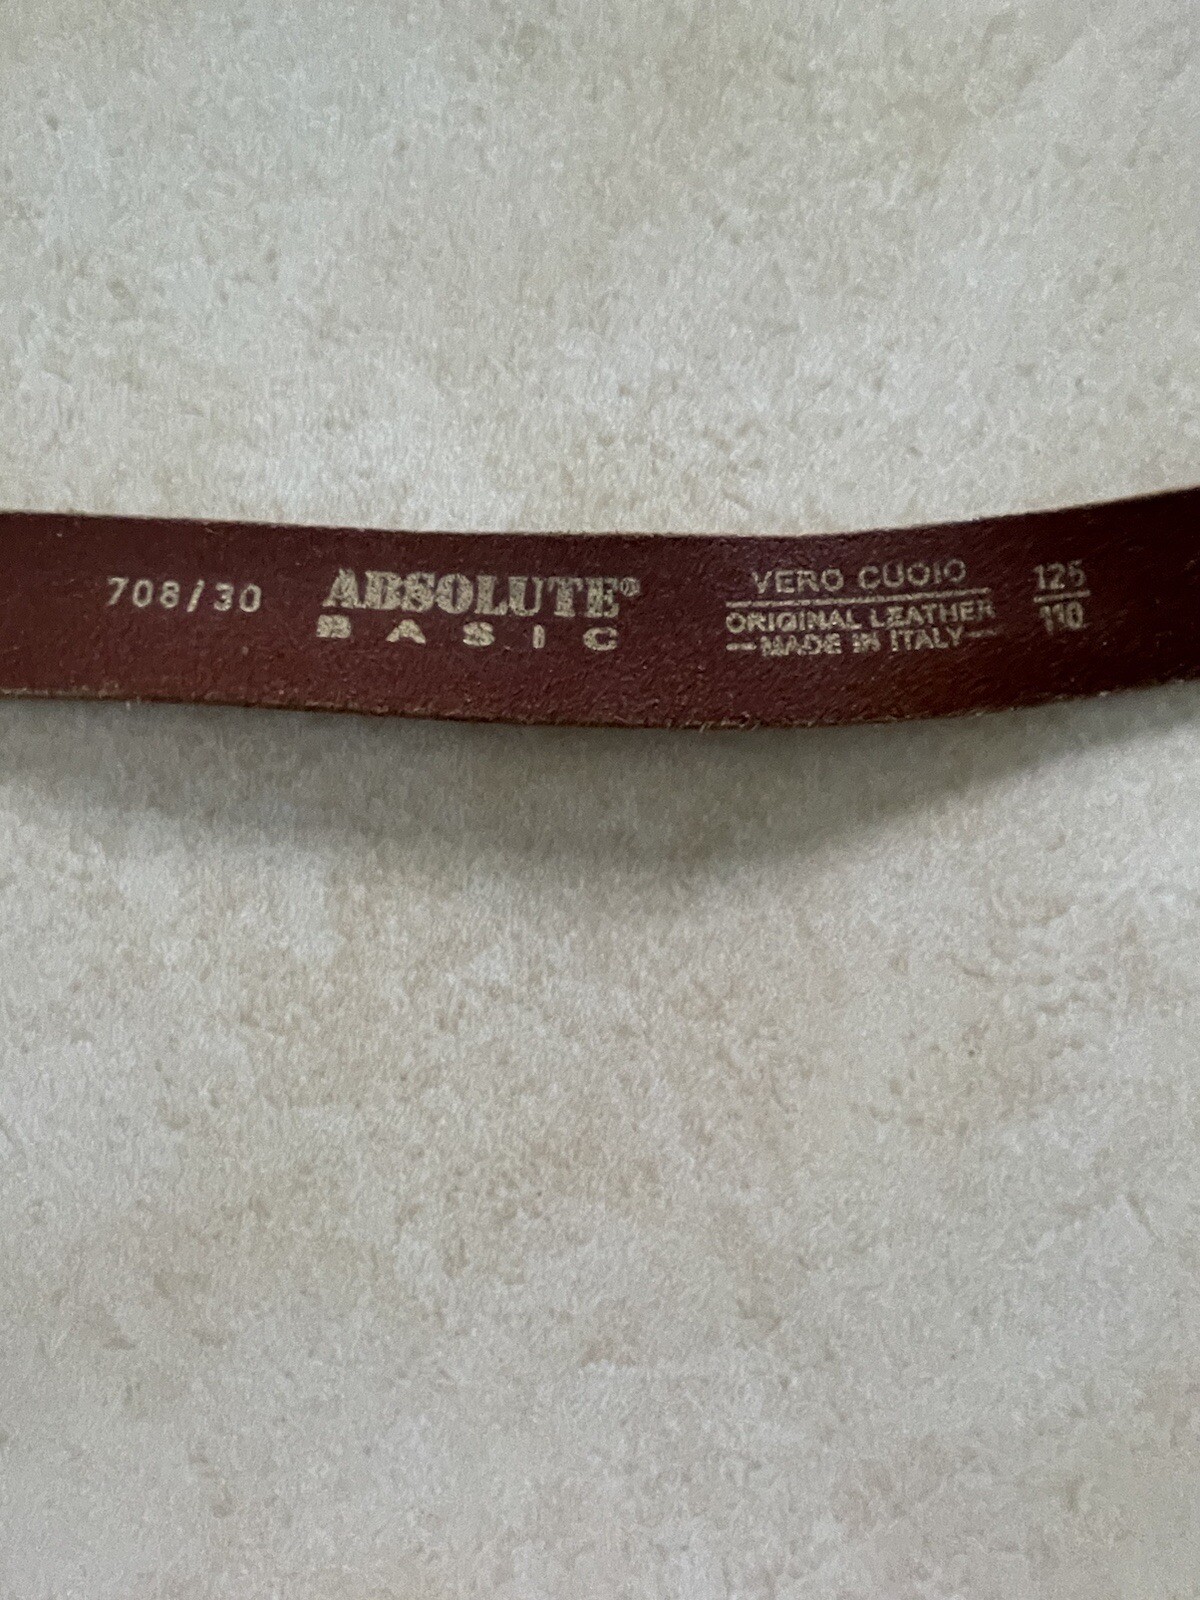 708/30
ABSOLUTE®
BASIC
VERO CUOIO
ORIGINAL LEATHER
—MADE IN ITALY—
125
110